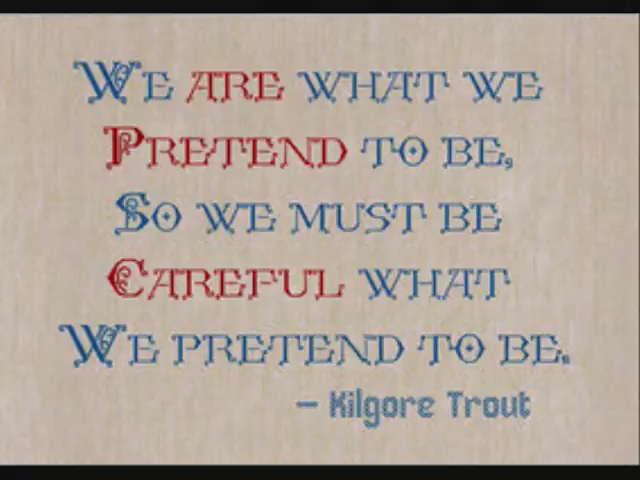 We are what we
Pretend to be,
So we must be
Careful what
We pretend to be.
– Kilgore Trout